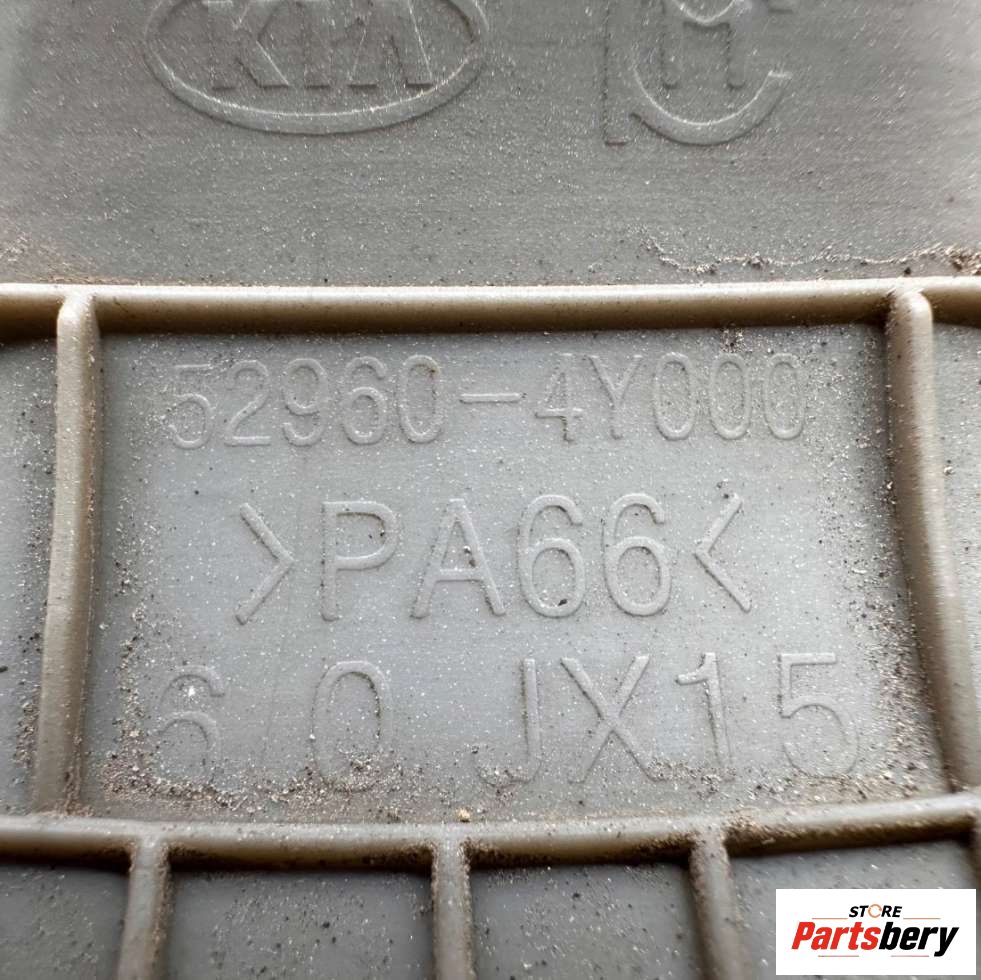 KIA
52960-4Y000
>PA66<
6.0 JX15
STORE
Partsbery